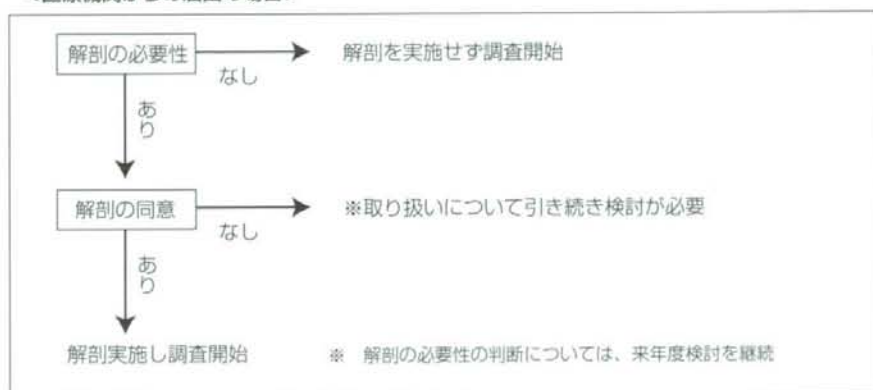 解剖の必要性
なし
解剖を実施せず調査開始
あり
解剖の同意
なし
※取り扱いについて引き続き検討が必要
あり
解剖実施し調査開始
※ 解剖の必要性の判断については、来年度検討を継続